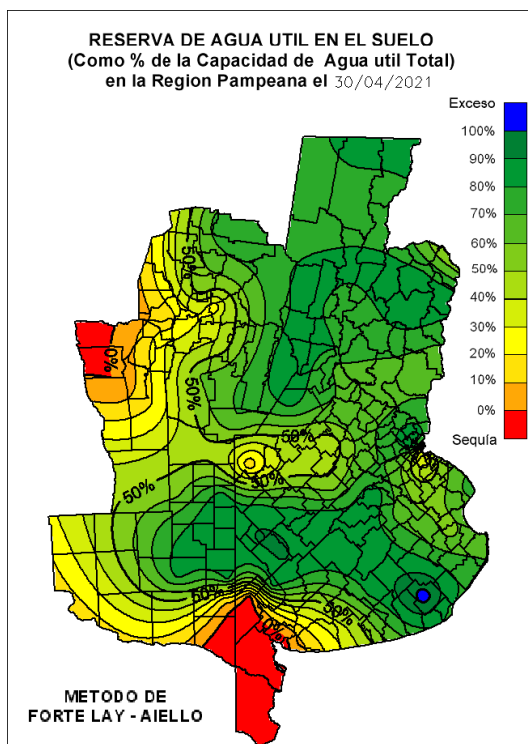 RESERVA DE AGUA UTIL EN EL SUELO
(Como % de la Capacidad de Agua util Total)
en la Region Pampeana el 30/04/2021
Exceso
100%
90%
80%
70%
60%
50%
40%
30%
20%
10%
0%
Sequía
50%
0%
50%
50%
50%
50%
50%
50%
0%
METODO DE
FORTE LAY - AIELLO